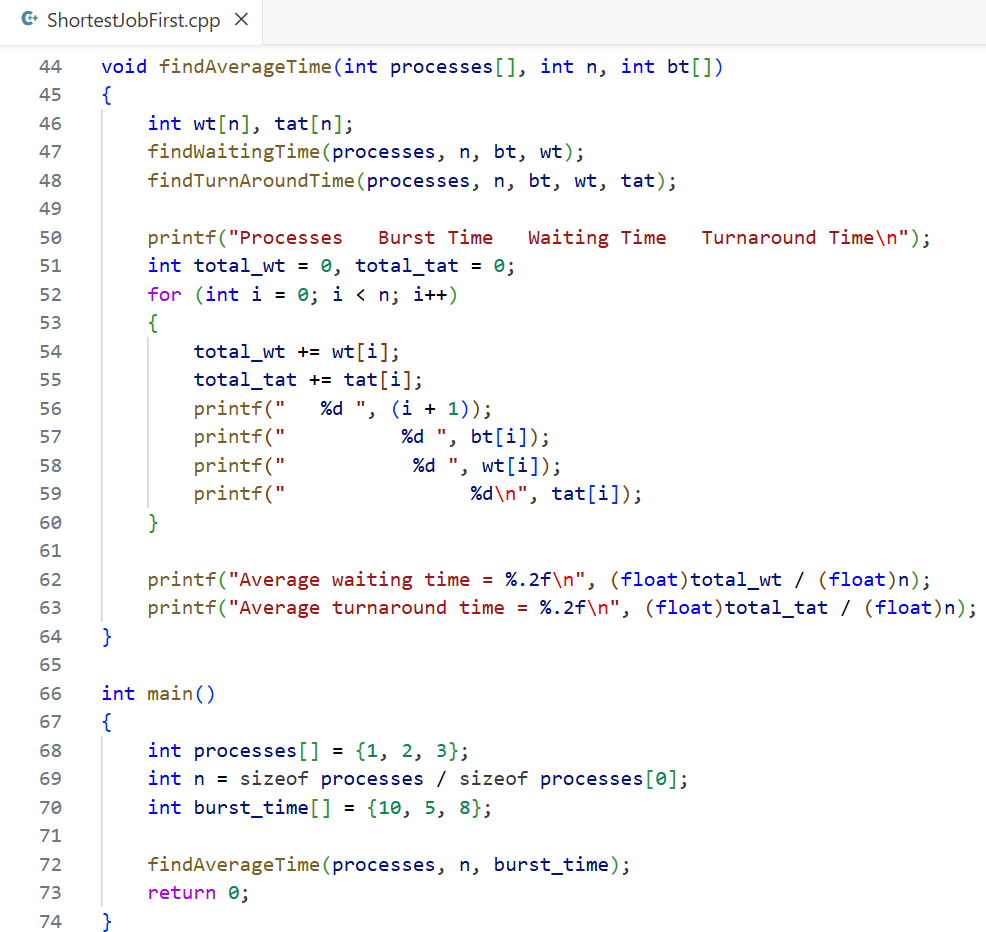 ShortestJobFirst.cpp
44 void findAverageTime(int processes[], int n, int bt[])
45 {
46     int wt[n], tat[n];
47     findWaitingTime(processes, n, bt, wt);
48     findTurnAroundTime(processes, n, bt, wt, tat);
49
50     printf("Processes   Burst Time   Waiting Time   Turnaround Time\n");
51     int total_wt = 0, total_tat = 0;
52     for (int i = 0; i < n; i++)
53     {
54         total_wt += wt[i];
55         total_tat += tat[i];
56         printf("   %d ", (i + 1));
57         printf("          %d ", bt[i]);
58         printf("           %d ", wt[i]);
59         printf("                %d\n", tat[i]);
60     }
61
62     printf("Average waiting time = %.2f\n", (float)total_wt / (float)n);
63     printf("Average turnaround time = %.2f\n", (float)total_tat / (float)n);
64 }
65
66 int main()
67 {
68     int processes[] = {1, 2, 3};
69     int n = sizeof processes / sizeof processes[0];
70     int burst_time[] = {10, 5, 8};
71
72     findAverageTime(processes, n, burst_time);
73     return 0;
74 }